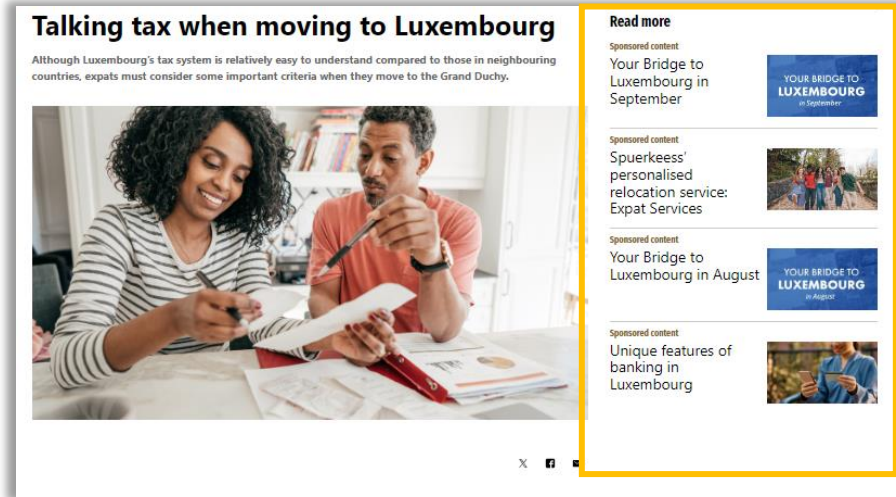 Talking tax when moving to Luxembourg
Although Luxembourg's tax system is relatively easy to understand compared to those in neighbouring
countries, expats must consider some important criteria when they move to the Grand Duchy.
Read more
Sponsored content
Your Bridge to
Luxembourg in
September
YOUR BRIDGE TO
LUXEMBOURG
in September
Sponsored content
Spuerkeess'
personalised
relocation service:
Expat Services
Sponsored content
Your Bridge to
Luxembourg in August
YOUR BRIDGE TO
LUXEMBOURG
in August
Sponsored content
Unique features of
banking in
Luxembourg